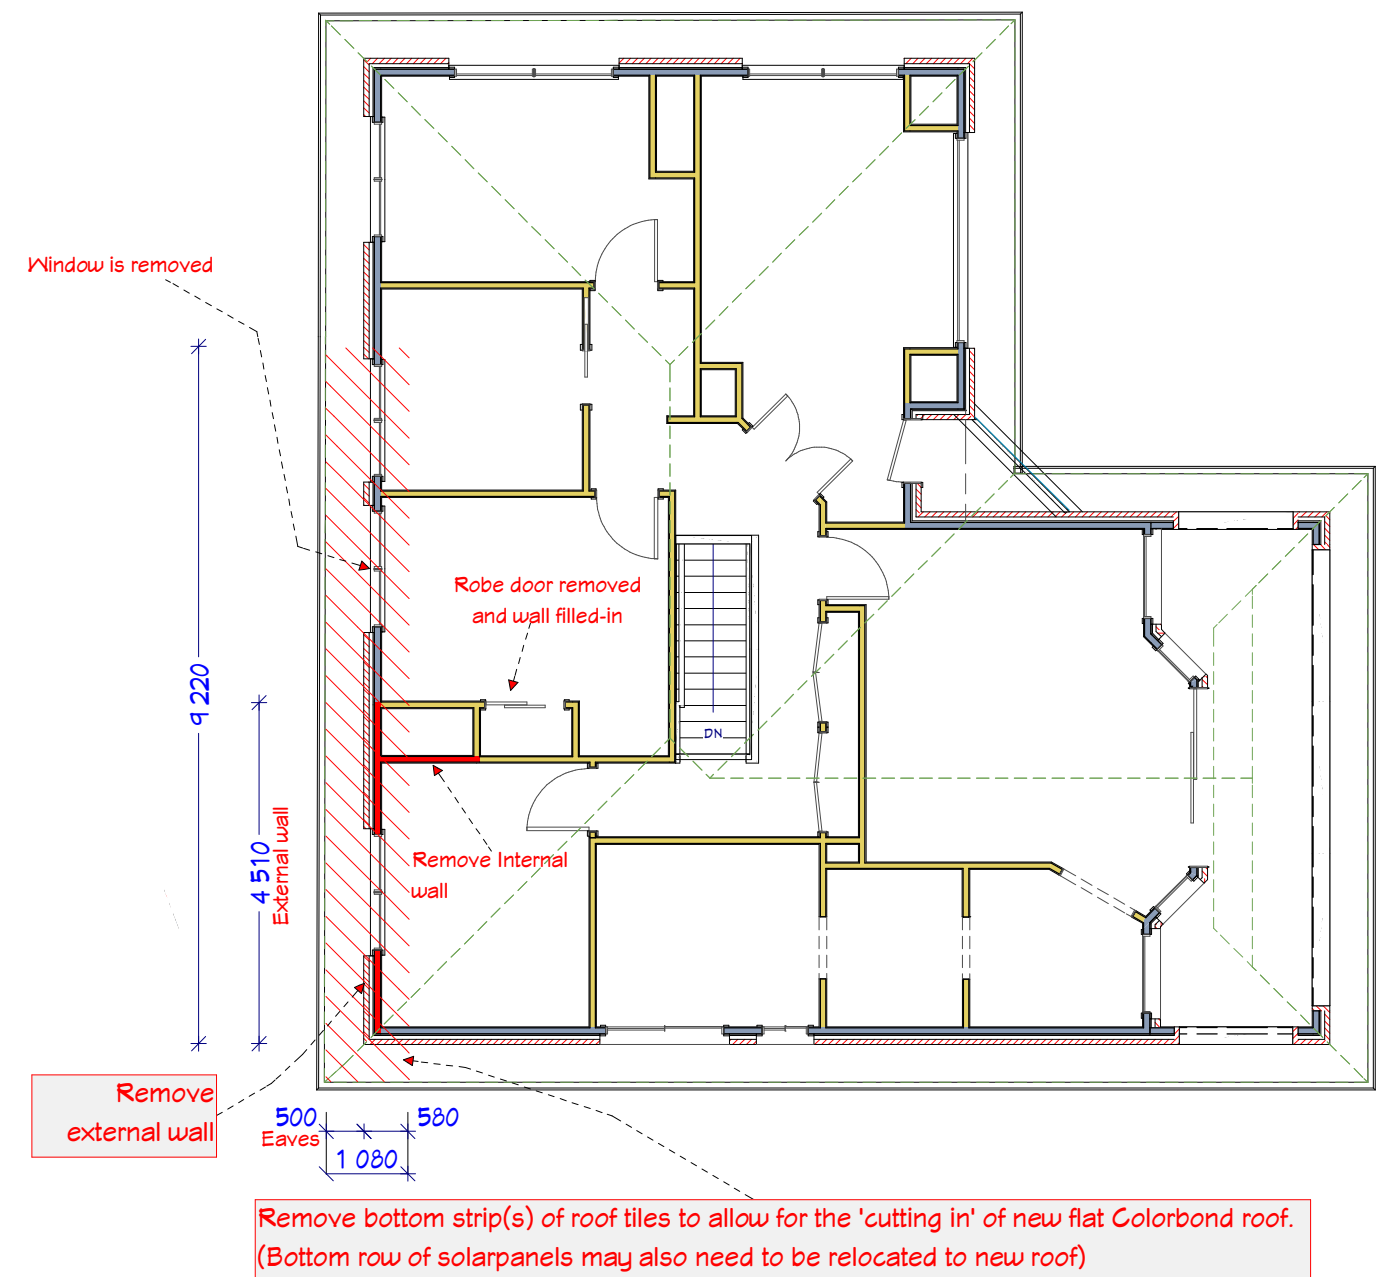 Window is removed
Robe door removed
and wall filled-in
9 220
DN
4 510
External wall
Remove Internal
wall
Remove
external wall
500
580
Eaves
1 080
Remove bottom strip(s) of roof tiles to allow for the 'cutting in' of new flat Colorbond roof.
(Bottom row of solarpanels may also need to be relocated to new roof)